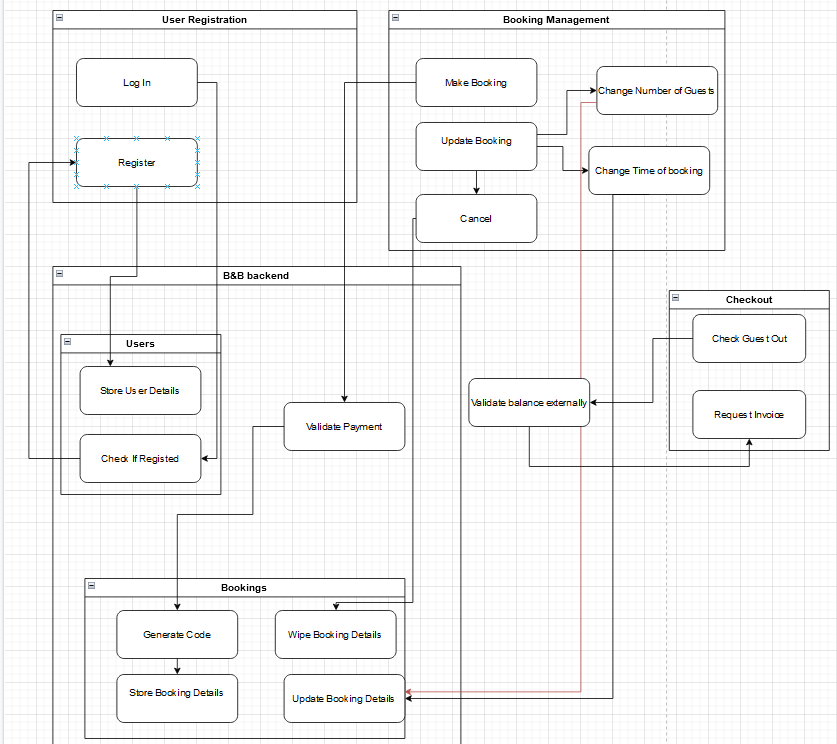 User Registration
Log In
Register
Booking Management
Make Booking
Change Number of Guests
Update Booking
Change Time of booking
Cancel
B&B backend
Users
Store User Details
Check If Registed
Validate Payment
Validate balance externally
Checkout
Check Guest Out
Request Invoice
Bookings
Generate Code
Wipe Booking Details
Store Booking Details
Update Booking Details